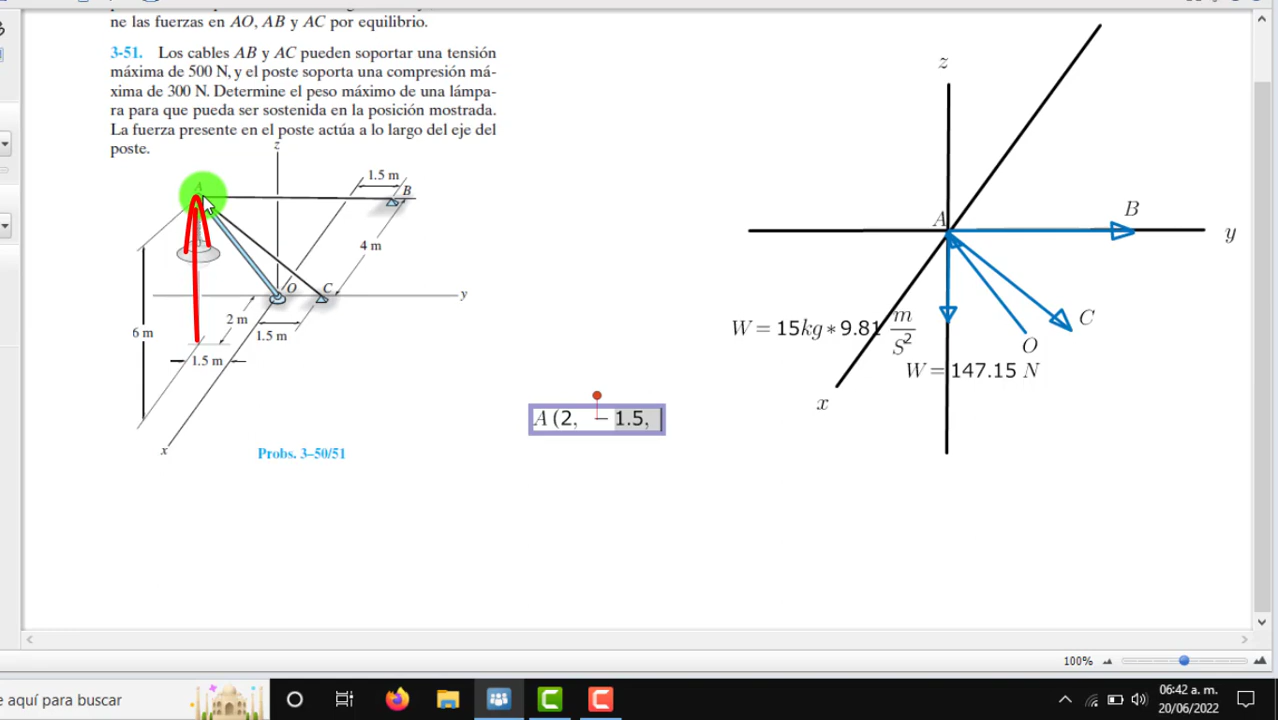 ne las fuerzas en AO, AB y AC por equilibrio.
3-51. Los cables AB y AC pueden soportar una tensión
máxima de 500 N, y el poste soporta una compresión má-
xima de 300 N. Determine el peso máximo de una lámpa-
ra para que pueda ser sostenida en la posición mostrada.
La fuerza presente en el poste actúa a lo largo del eje del
poste.
z
1.5 m
A
B
4 m
O
C
y
6 m
2 m
1.5 m
1.5 m
x
Probs. 3–50/51
A (2, − 1.5,
z
A
B
y
C
W = 15kg * 9.81 m/S²
O
W = 147.15 N
x
100%
e aquí para buscar
06:42 a. m.
20/06/2022